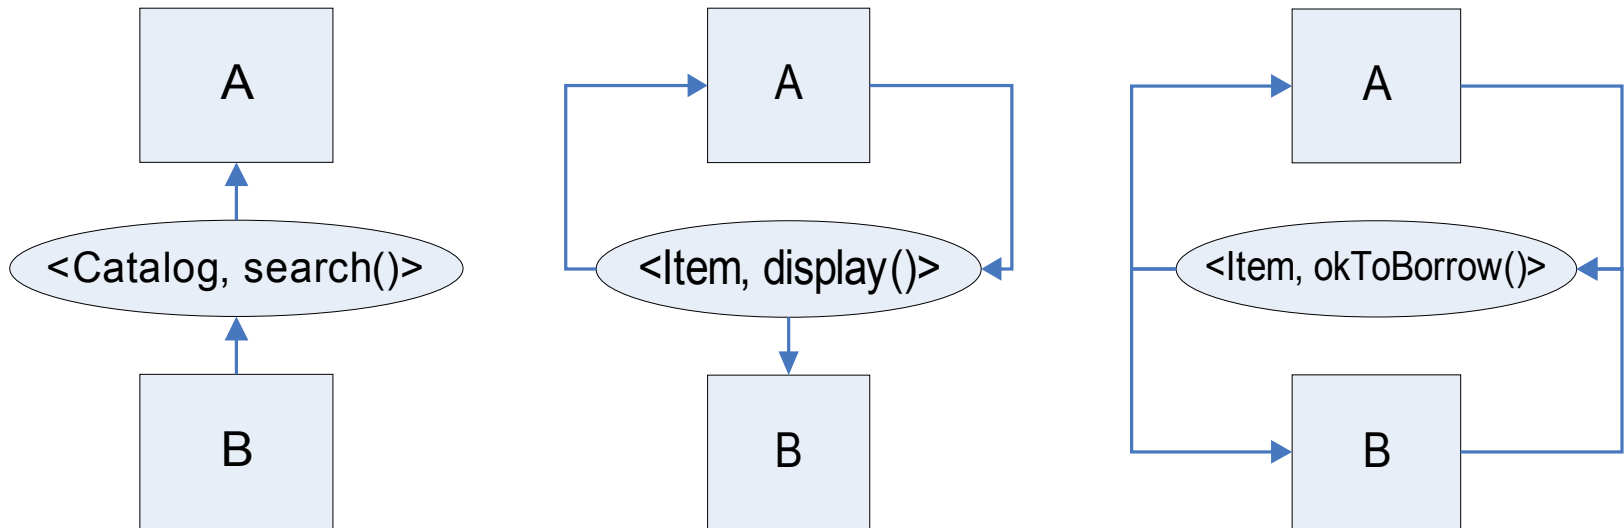 A
<Catalog, search()>
B
A
<Item, display()>
B
A
<Item, okToBorrow()>
B